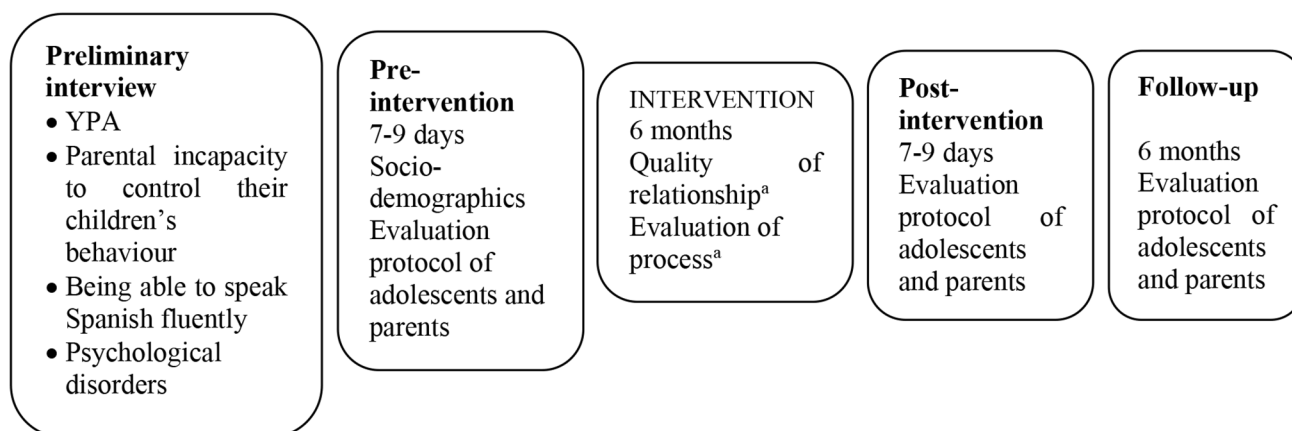 Preliminary
interview
• YPA
• Parental incapacity
to control their
children’s
behaviour
• Being able to speak
Spanish fluently
• Psychological
disorders
Pre-
intervention
7-9 days
Socio-
demographics
Evaluation
protocol of
adolescents and
parents
INTERVENTION
6 months
Quality of
relationshipᵃ
Evaluation of
processᵃ
Post-
intervention
7-9 days
Evaluation
protocol of
adolescents
and parents
Follow-up
6 months
Evaluation
protocol of
adolescents
and parents